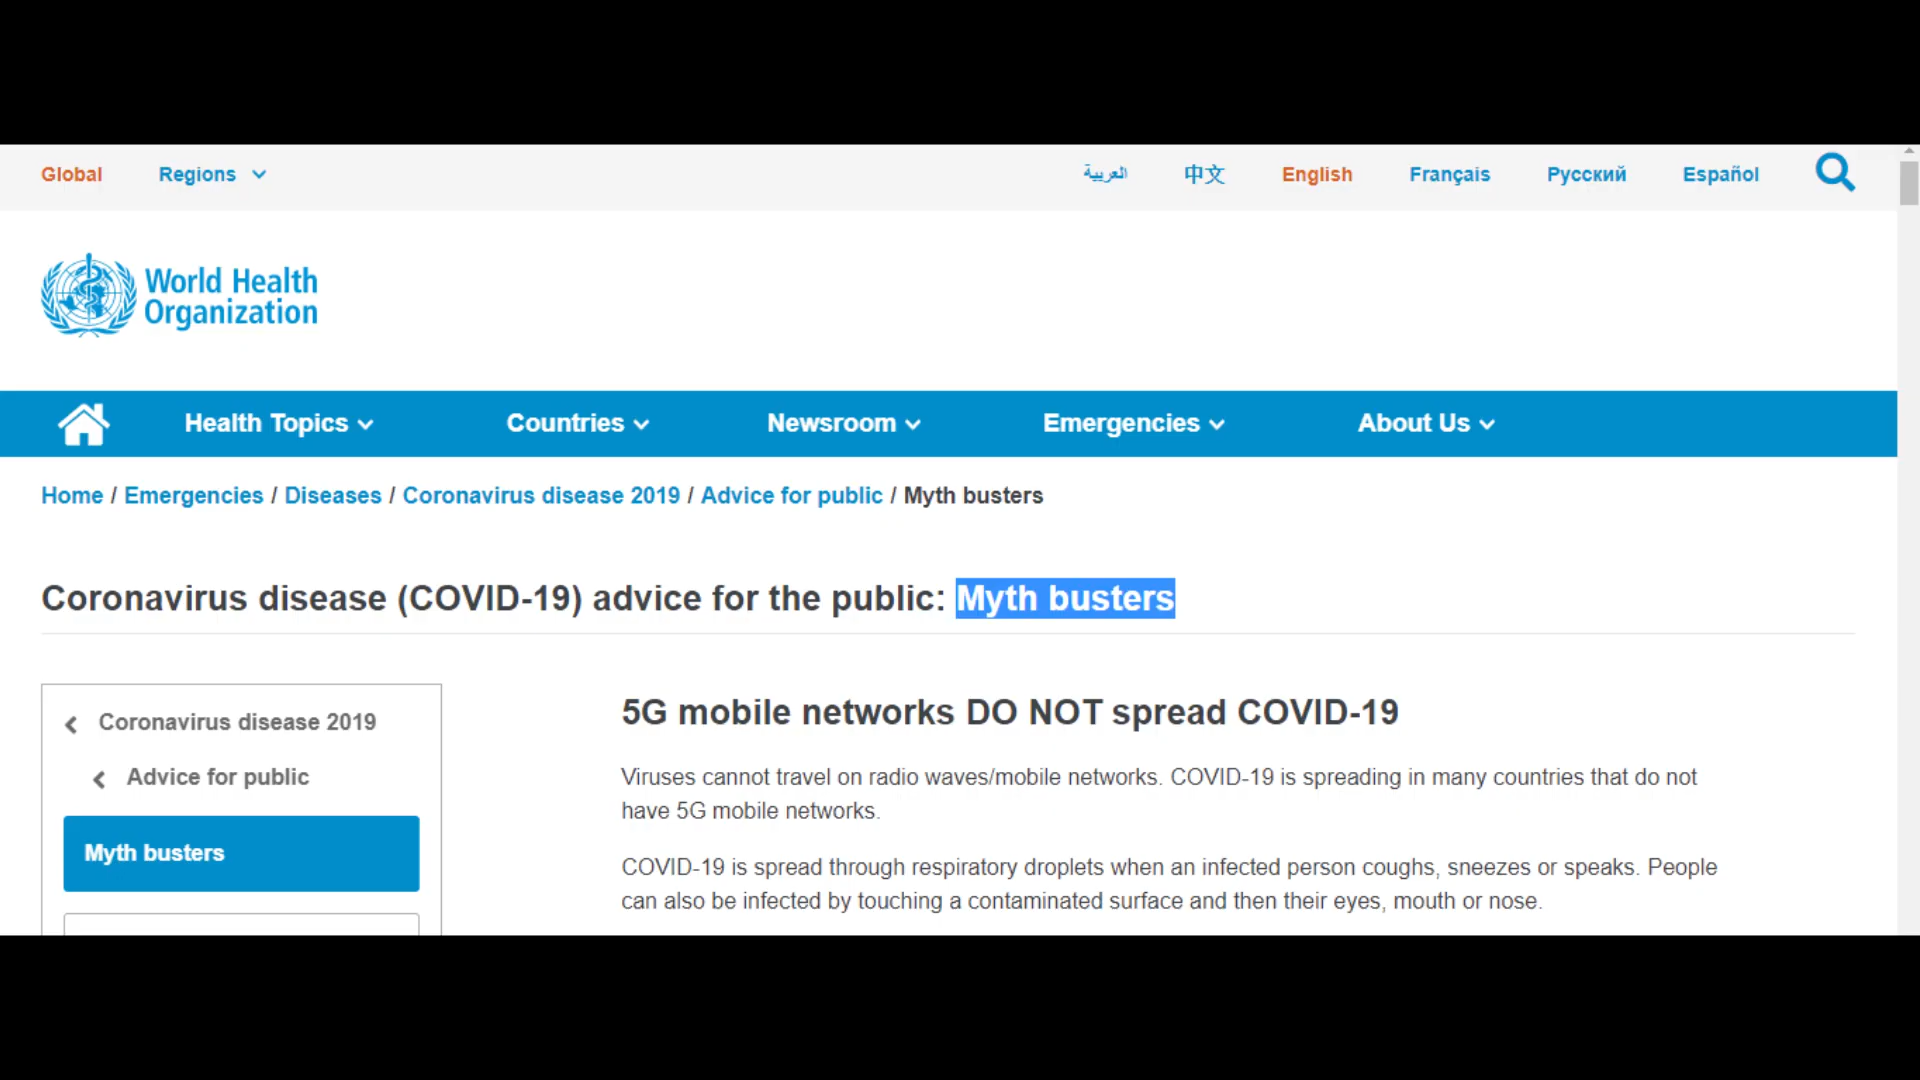 Global Regions العربية 中文 English Français Русский Español
World Health
Organization
Health Topics Countries Newsroom Emergencies About Us
Home / Emergencies / Diseases / Coronavirus disease 2019 / Advice for public / Myth busters
Coronavirus disease (COVID-19) advice for the public: Myth busters
Coronavirus disease 2019
Advice for public
Myth busters
5G mobile networks DO NOT spread COVID-19
Viruses cannot travel on radio waves/mobile networks. COVID-19 is spreading in many countries that do not
have 5G mobile networks.
COVID-19 is spread through respiratory droplets when an infected person coughs, sneezes or speaks. People
can also be infected by touching a contaminated surface and then their eyes, mouth or nose.